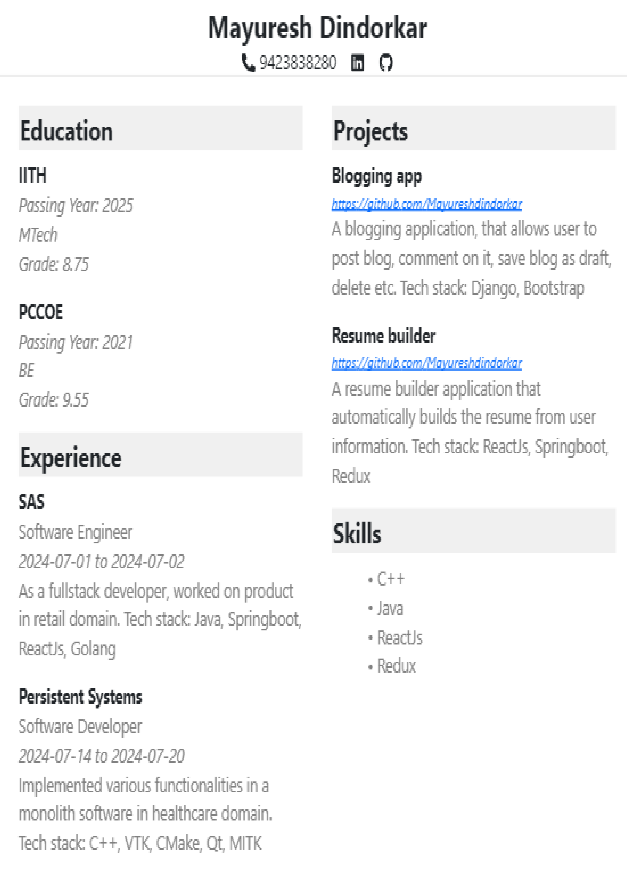 Mayuresh Dindorkar
9423838280
Education
IITH
Passing Year: 2025
MTech
Grade: 8.75
PCCOE
Passing Year: 2021
BE
Grade: 9.55
Experience
SAS
Software Engineer
2024-07-01 to 2024-07-02
As a fullstack developer, worked on product
in retail domain. Tech stack: Java, Springboot,
ReactJs, Golang
Persistent Systems
Software Developer
2024-07-14 to 2024-07-20
Implemented various functionalities in a
monolith software in healthcare domain.
Tech stack: C++, VTK, CMake, Qt, MITK
Projects
Blogging app
https://github.com/Mayureshdindorkar
A blogging application, that allows user to
post blog, comment on it, save blog as draft,
delete etc. Tech stack: Django, Bootstrap
Resume builder
https://github.com/Mayureshdindorkar
A resume builder application that
automatically builds the resume from user
information. Tech stack: ReactJs, Springboot,
Redux
Skills
• C++
• Java
• ReactJs
• Redux